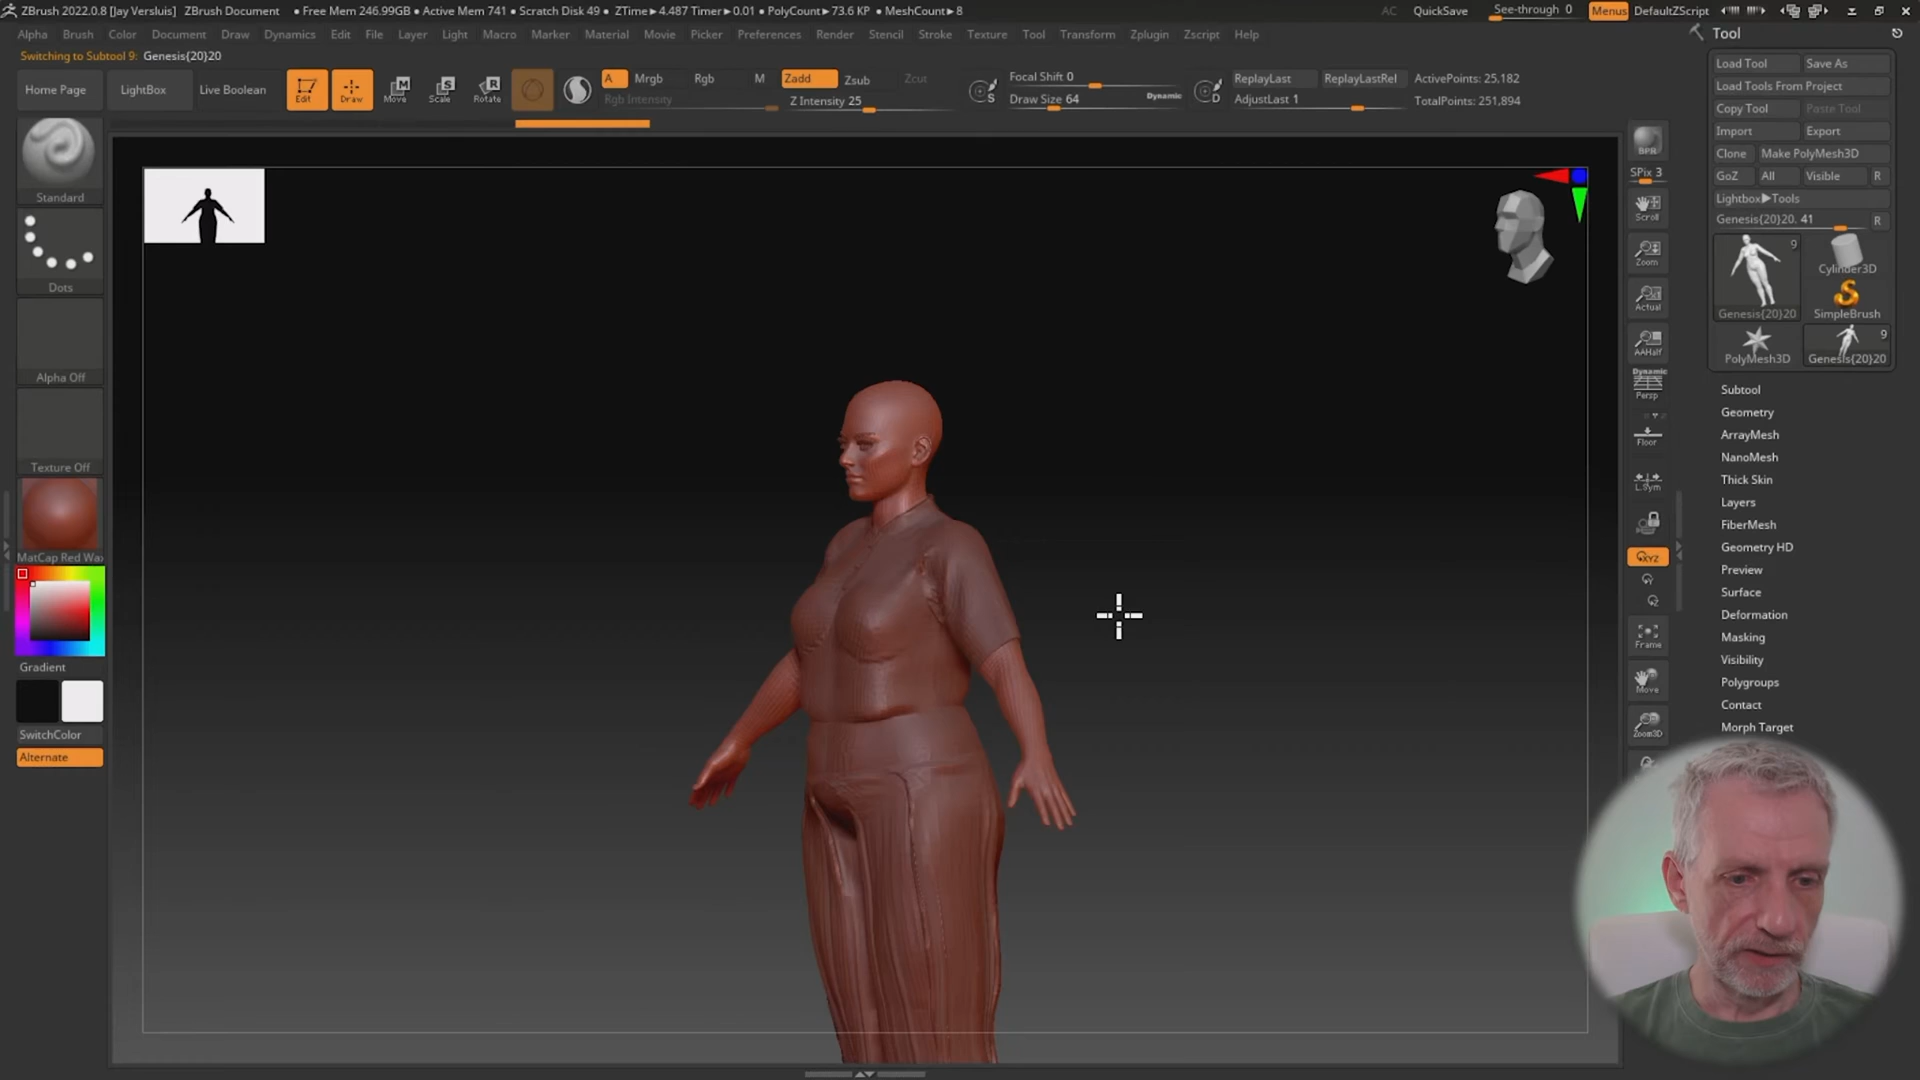 ZBrush 2022.0.8 [Jay Versluis] ZBrush Document • Free Mem 246.99GB • Active Mem 741 • Scratch Disk 49 • ZTime▶4.487 Timer▶0.01 • PolyCount▶73.6 KP • MeshCount▶8 AC QuickSave See-through 0 Menus DefaultZScript
Alpha Brush Color Document Draw Dynamics Edit File Layer Light Macro Marker Material Movie Picker Preferences Render Stencil Stroke Texture Tool Transform Zplugin Zscript Help
Switching to Subtool 9: Genesis{20}20
Home Page LightBox Live Boolean Edit Draw Move Scale Rotate
A Mrgb Rgb M Zadd Zsub Zcut
Rgb Intensity Z Intensity 25
Focal Shift 0
Draw Size 64 Dynamic
ReplayLast ReplayLastRel ActivePoints: 25,182
AdjustLast 1 TotalPoints: 251,894
Standard
Dots
Alpha Off
Texture Off
MatCap Red Wax
Gradient
SwitchColor
Alternate
BPR
SPix 3
Scroll
Zoom
Actual
AAHalf
Dynamic
Persp
Floor
L.Sym
XYZ
Frame
Move
Zoom3D
Tool
Load Tool Save As
Load Tools From Project
Copy Tool Paste Tool
Import Export
Clone Make PolyMesh3D
GoZ All Visible R
Lightbox▶Tools
Genesis{20}20. 41 R
9
Cylinder3D
Genesis{20}20 SimpleBrush
9
PolyMesh3D Genesis{20}20
Subtool
Geometry
ArrayMesh
NanoMesh
Thick Skin
Layers
FiberMesh
Geometry HD
Preview
Surface
Deformation
Masking
Visibility
Polygroups
Contact
Morph Target